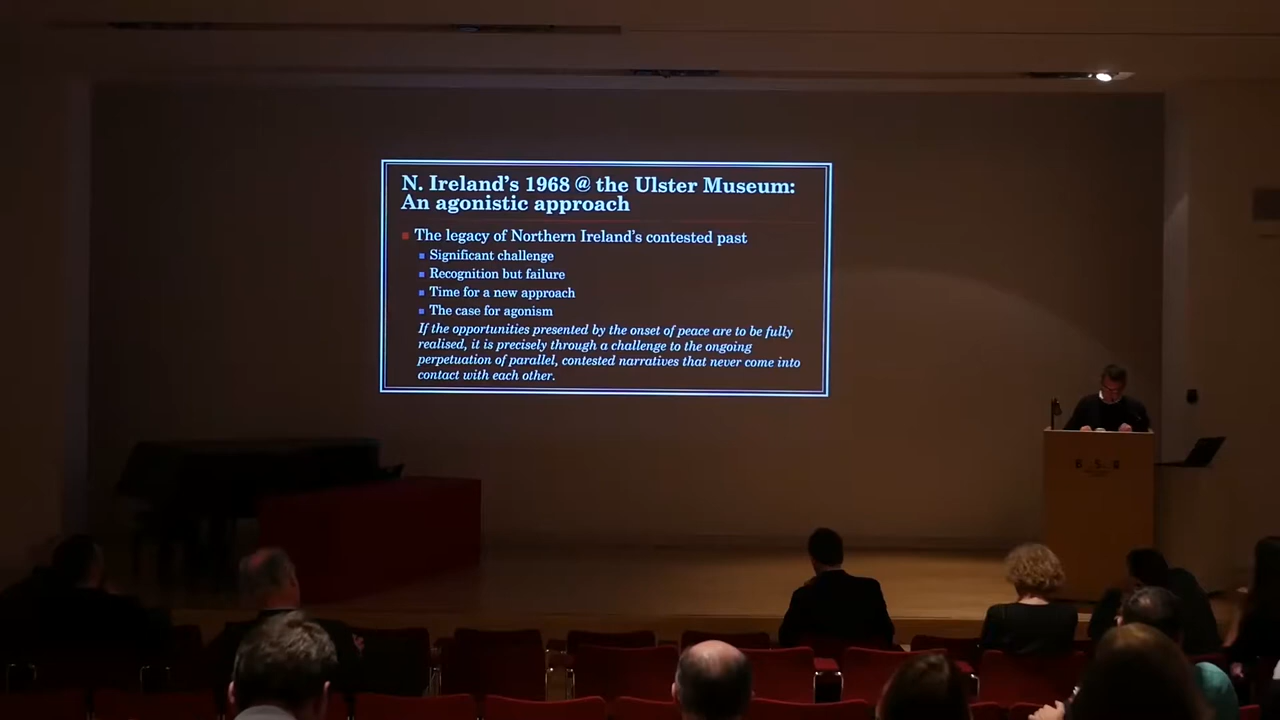 N. Ireland's 1968 @ the Ulster Museum:
An agonistic approach
The legacy of Northern Ireland's contested past
Significant challenge
Recognition but failure
Time for a new approach
The case for agonism
If the opportunities presented by the onset of peace are to be fully
realised, it is precisely through a challenge to the ongoing
perpetuation of parallel, contested narratives that never come into
contact with each other.
B S R